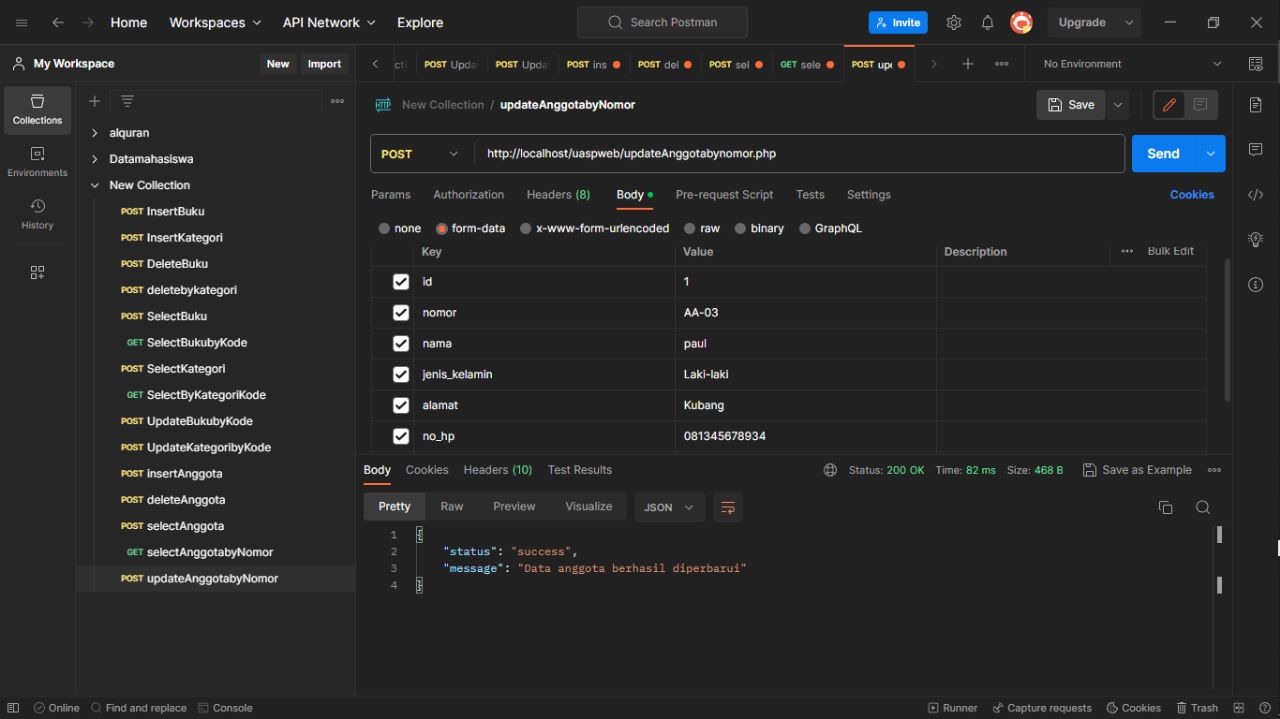 Home Workspaces API Network Explore Search Postman Invite Upgrade
My Workspace New Import POST Upda POST Upda POST ins POST del POST sel GET sele POST up No Environment
Collections
Environments
History
alquran
Datamahasiswa
New Collection
POST InsertBuku
POST InsertKategori
POST DeleteBuku
POST deletebykategori
POST SelectBuku
GET SelectBukubyKode
POST SelectKategori
GET SelectByKategoriKode
POST UpdateBukubyKode
POST UpdateKategoribyKode
POST insertAnggota
POST deleteAnggota
POST selectAnggota
GET selectAnggotabyNomor
POST updateAnggotabyNomor
HTTP New Collection / updateAnggotabyNomor Save
POST http://localhost/uaspweb/updateAnggotabynomor.php Send
Params Authorization Headers (8) Body Pre-request Script Tests Settings Cookies
none form-data x-www-form-urlencoded raw binary GraphQL
Key Value Description Bulk Edit
id 1
nomor AA-03
nama paul
jenis_kelamin Laki-laki
alamat Kubang
no_hp 081345678934
Body Cookies Headers (10) Test Results Status: 200 OK Time: 82 ms Size: 468 B Save as Example
Pretty Raw Preview Visualize JSON
1 {
2 "status": "success",
3 "message": "Data anggota berhasil diperbarui"
4 }
Online Find and replace Console Runner Capture requests Cookies Trash